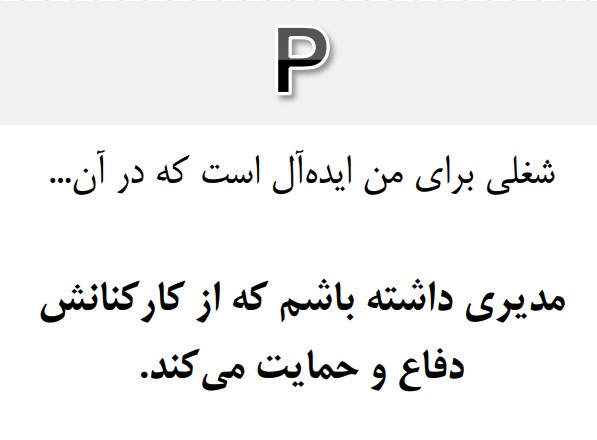 P
شغلی برای من ایده‌آل است که در آن...
مدیری داشته باشم که از کارکنانش
دفاع و حمایت می‌کند.